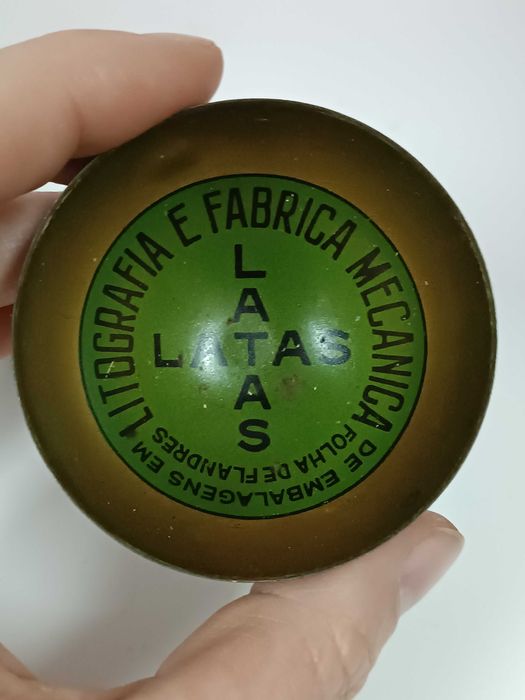 LITOGRAFIA E FABRICA MECANICA
DE EMBALAGENS EM
FOLHA DE FLANDRES
LATAS
LATAS